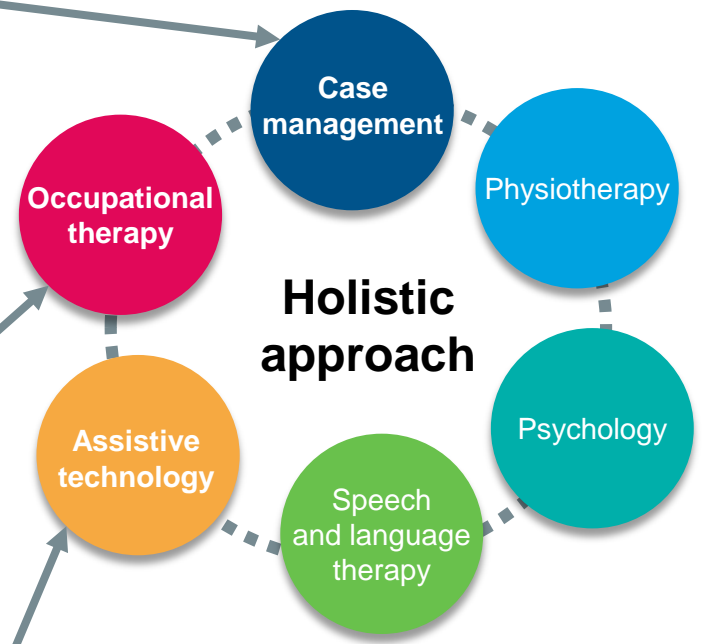 Case
management
Physiotherapy
Occupational
therapy
Holistic
approach
Psychology
Assistive
technology
Speech
and language
therapy